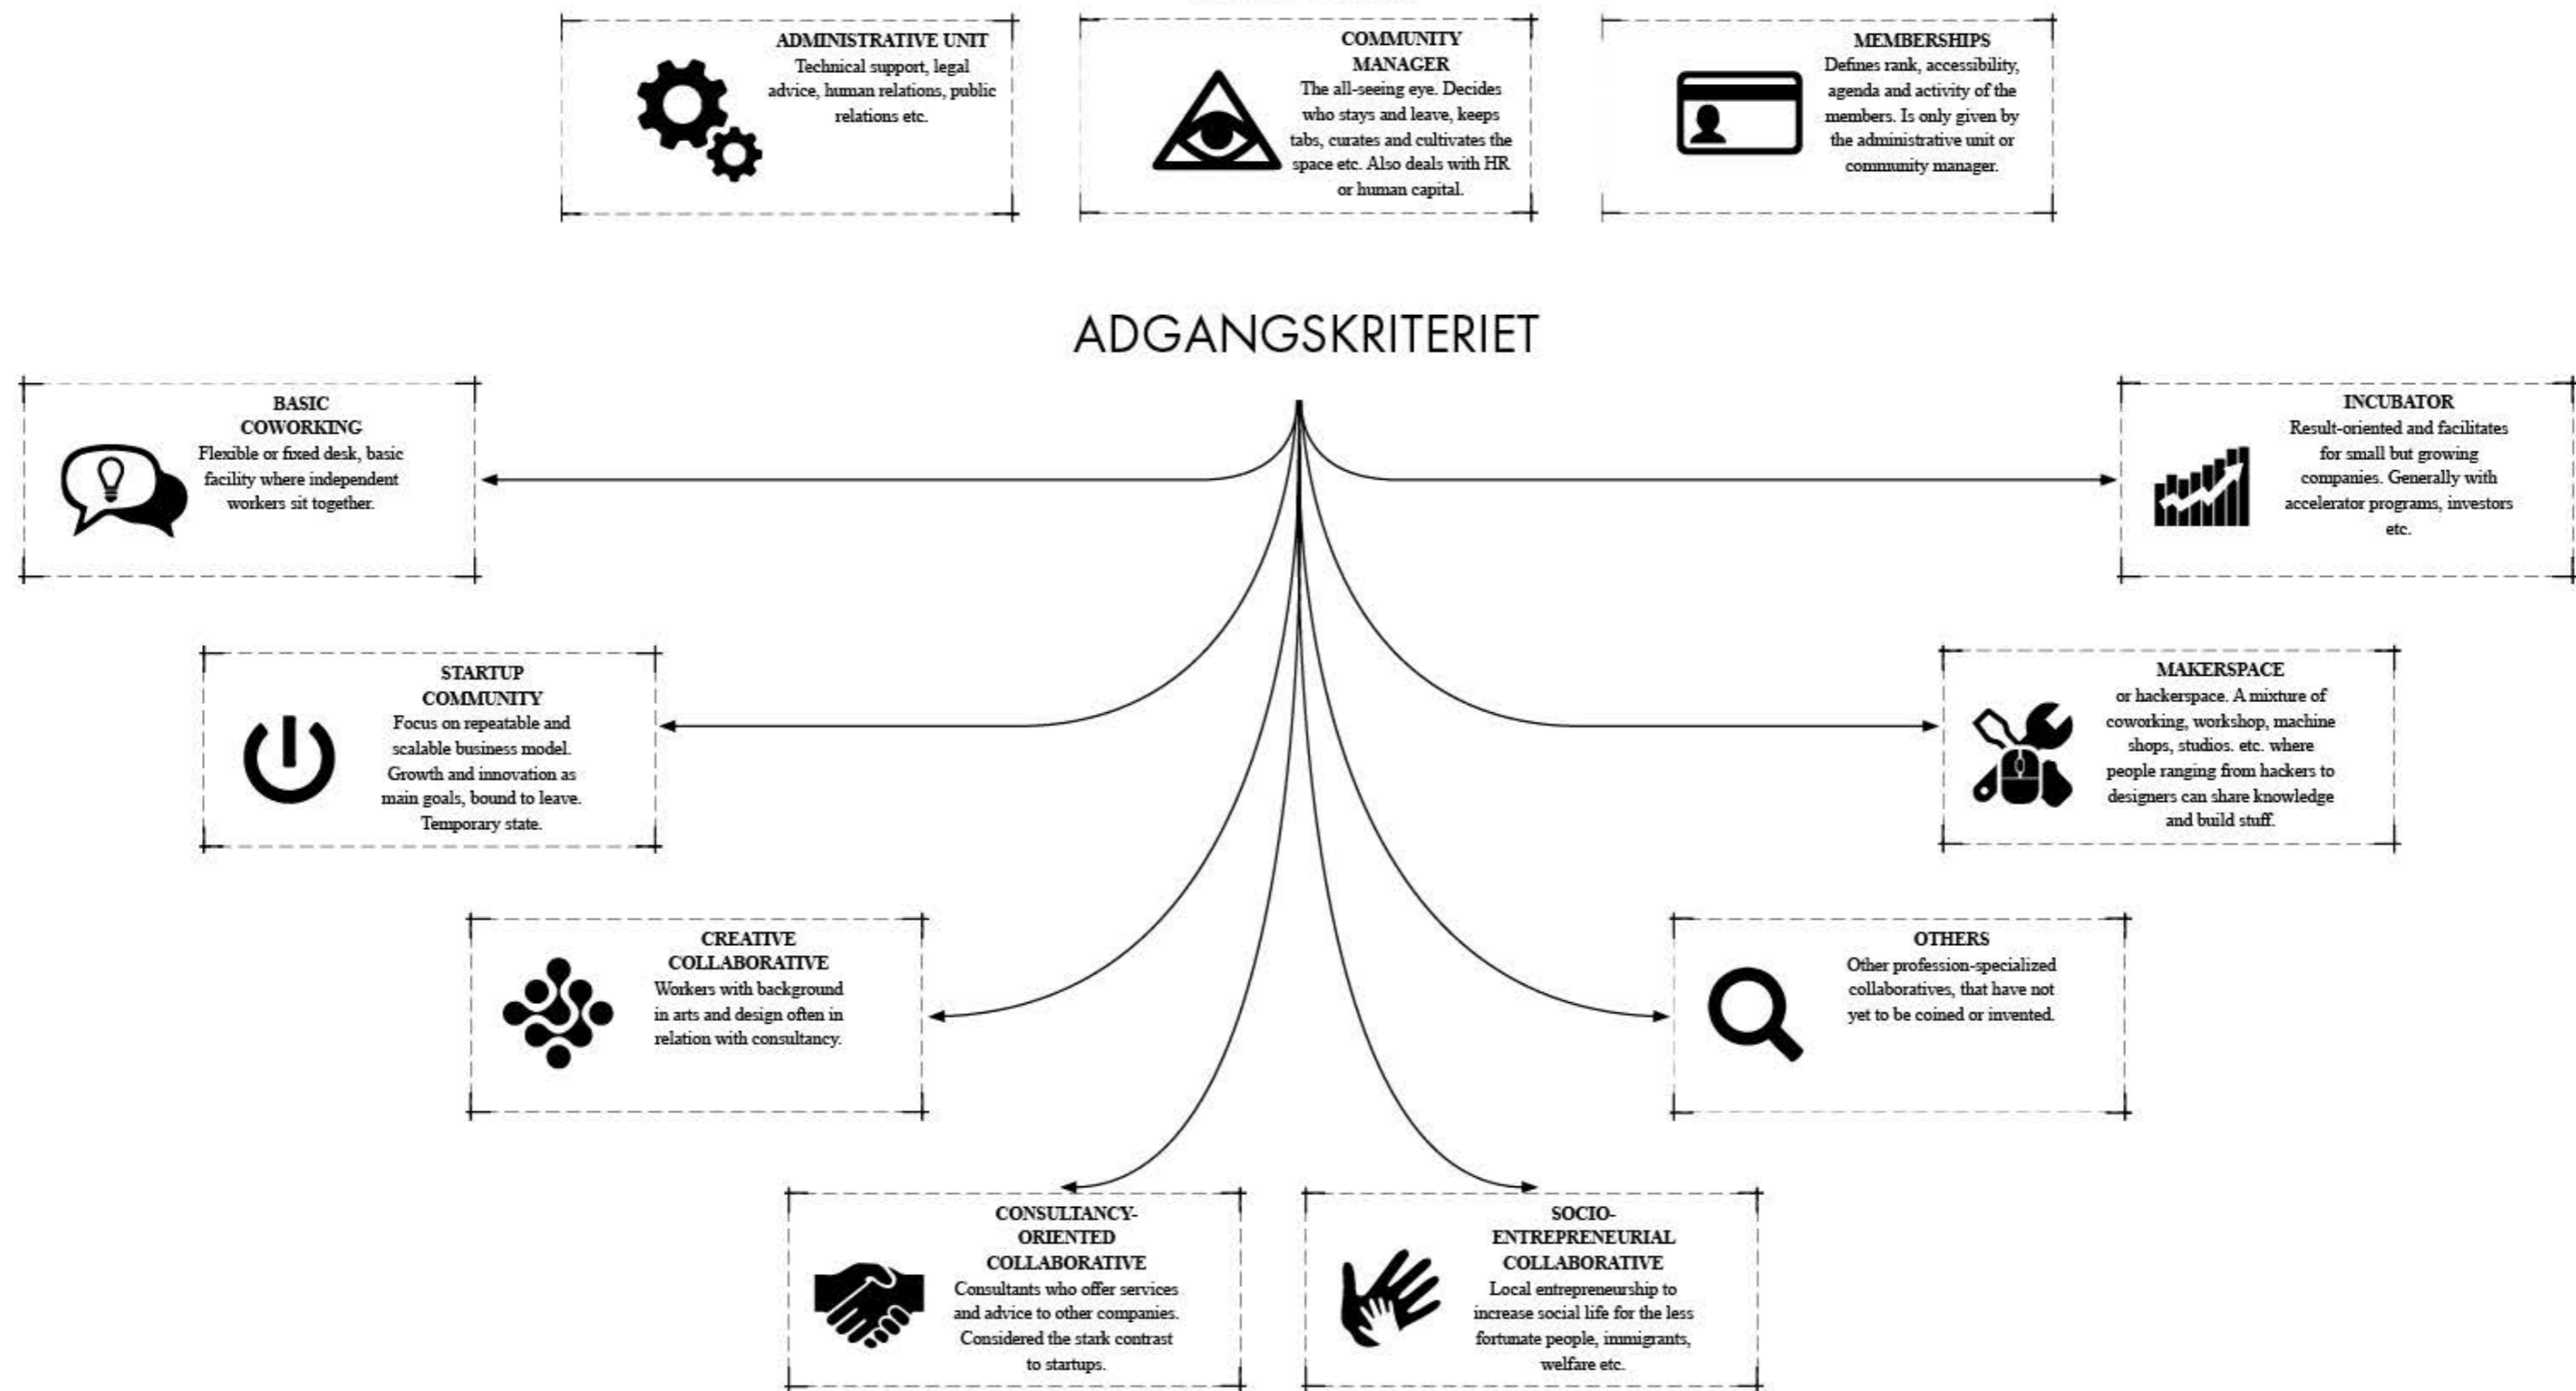 ADMINISTRATIVE UNIT
Technical support, legal
advice, human relations, public
relations etc.
COMMUNITY
MANAGER
The all-seeing eye. Decides
who stays and leave, keeps
tabs, curates and cultivates the
space etc. Also deals with HR
or human capital.
MEMBERSHIPS
Defines rank, accessibility,
agenda and activity of the
members. Is only given by
the administrative unit or
community manager.
ADGANGSKRITERIET
BASIC
COWORKING
Flexible or fixed desk, basic
facility where independent
workers sit together.
INCUBATOR
Result-oriented and facilitates
for small but growing
companies. Generally with
accelerator programs, investors
etc.
STARTUP
COMMUNITY
Focus on repeatable and
scalable business model.
Growth and innovation as
main goals, bound to leave.
Temporary state.
MAKERSPACE
or hackerspace. A mixture of
coworking, workshop, machine
shops, studios. etc. where
people ranging from hackers to
designers can share knowledge
and build stuff.
CREATIVE
COLLABORATIVE
Workers with background
in arts and design often in
relation with consultancy.
OTHERS
Other profession-specialized
collaboratives, that have not
yet to be coined or invented.
CONSULTANCY-
ORIENTED
COLLABORATIVE
Consultants who offer services
and advice to other companies.
Considered the stark contrast
to startups.
SOCIO-
ENTREPRENEURIAL
COLLABORATIVE
Local entrepreneurship to
increase social life for the less
fortunate people, immigrants,
welfare etc.